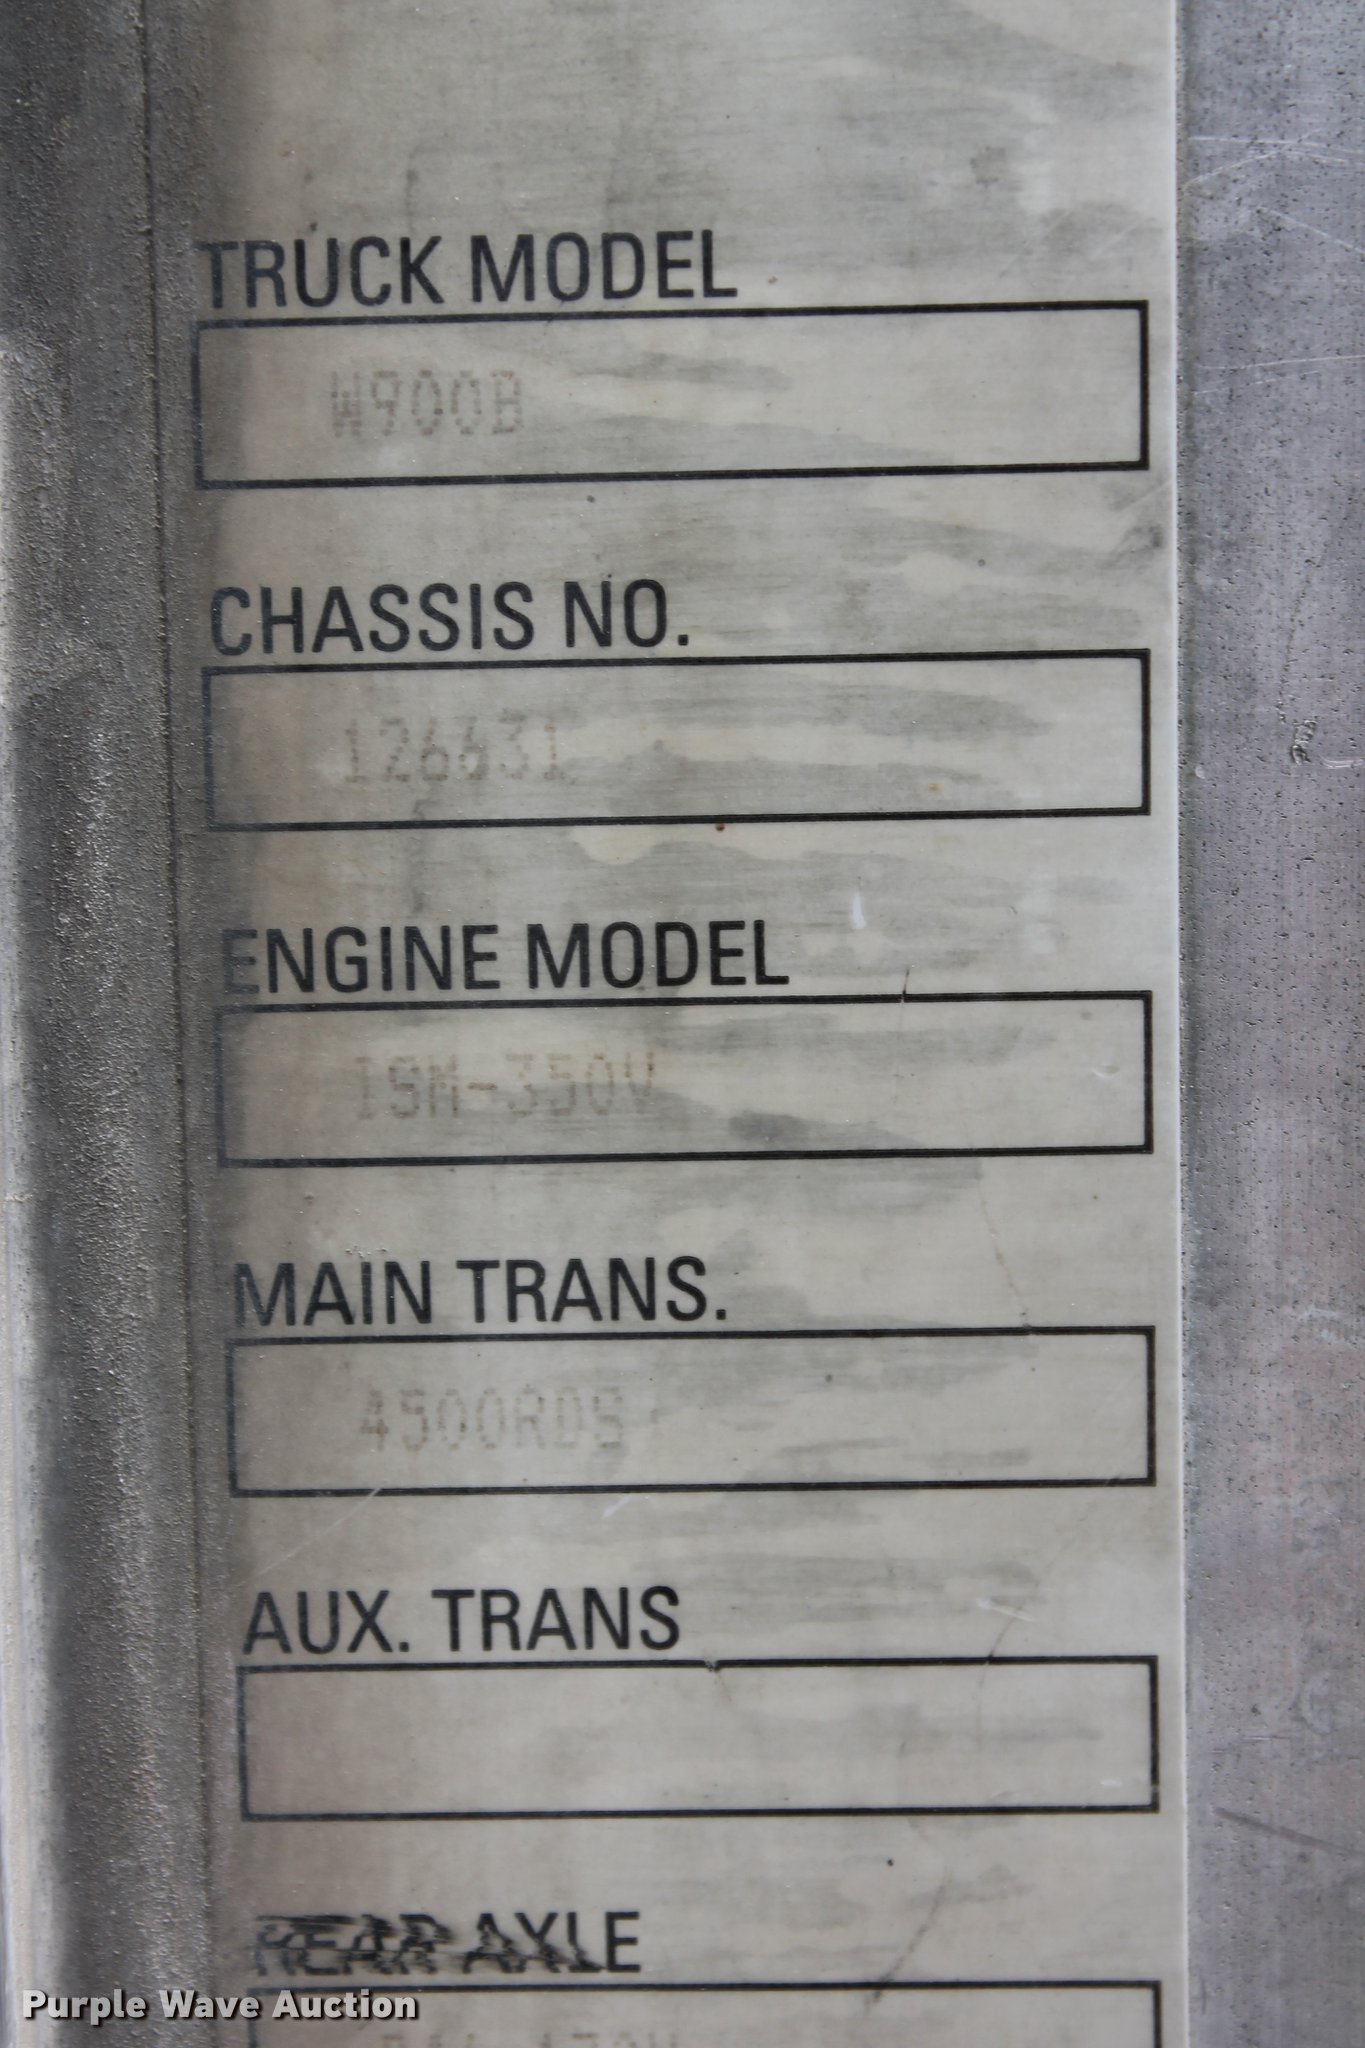 TRUCK MODEL
W900B
CHASSIS NO.
126631
ENGINE MODEL
ISM-350V
MAIN TRANS.
4500RDS
AUX. TRANS
REAR AXLE
Purple Wave Auction